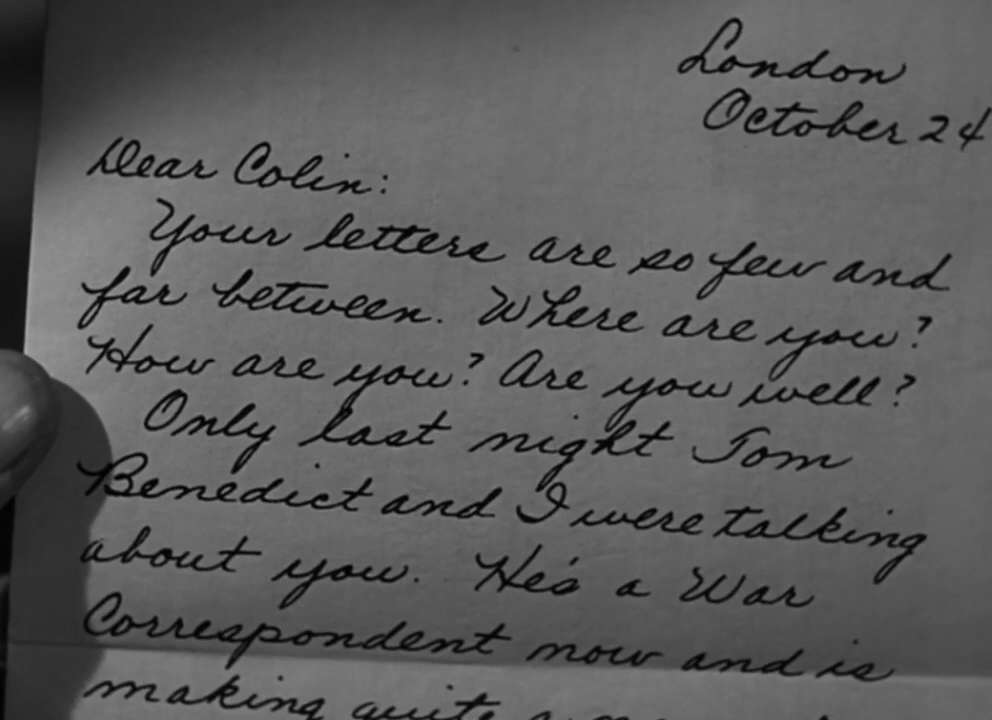 London
October 24
Dear Colin:
Your letters are so few and
far between. Where are you?
How are you? Are you well?
Only last night Tom
Benedict and I were talking
about you. He's a War
Correspondent now and is
making quite a